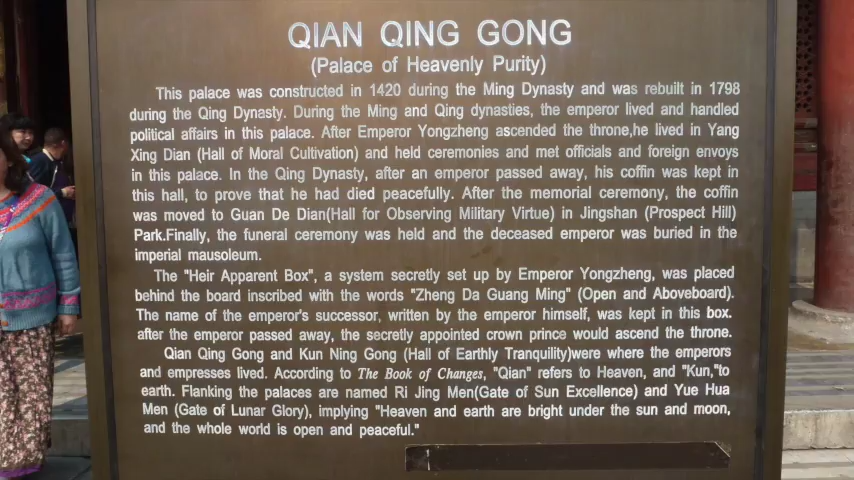 QIAN QING GONG
(Palace of Heavenly Purity)
This palace was constructed in 1420 during the Ming Dynasty and was rebuilt in 1798
during the Qing Dynasty. During the Ming and Qing dynasties, the emperor lived and handled
political affairs in this palace. After Emperor Yongzheng ascended the throne,he lived in Yang
Xing Dian (Hall of Moral Cultivation) and held ceremonies and met officials and foreign envoys
in this palace. In the Qing Dynasty, after an emperor passed away, his coffin was kept in
this hall, to prove that he had died peacefully. After the memorial ceremony, the coffin
was moved to Guan De Dian(Hall for Observing Military Virtue) in Jingshan (Prospect Hill)
Park.Finally, the funeral ceremony was held and the deceased emperor was buried in the
imperial mausoleum.
The "Heir Apparent Box", a system secretly set up by Emperor Yongzheng, was placed
behind the board inscribed with the words "Zheng Da Guang Ming" (Open and Aboveboard).
The name of the emperor's successor, written by the emperor himself, was kept in this box.
after the emperor passed away, the secretly appointed crown prince would ascend the throne.
Qian Qing Gong and Kun Ning Gong (Hall of Earthly Tranquility)were where the emperors
and empresses lived. According to The Book of Changes, "Qian" refers to Heaven, and "Kun,"to
earth. Flanking the palaces are named Ri Jing Men(Gate of Sun Excellence) and Yue Hua
Men (Gate of Lunar Glory), implying "Heaven and earth are bright under the sun and moon,
and the whole world is open and peaceful."